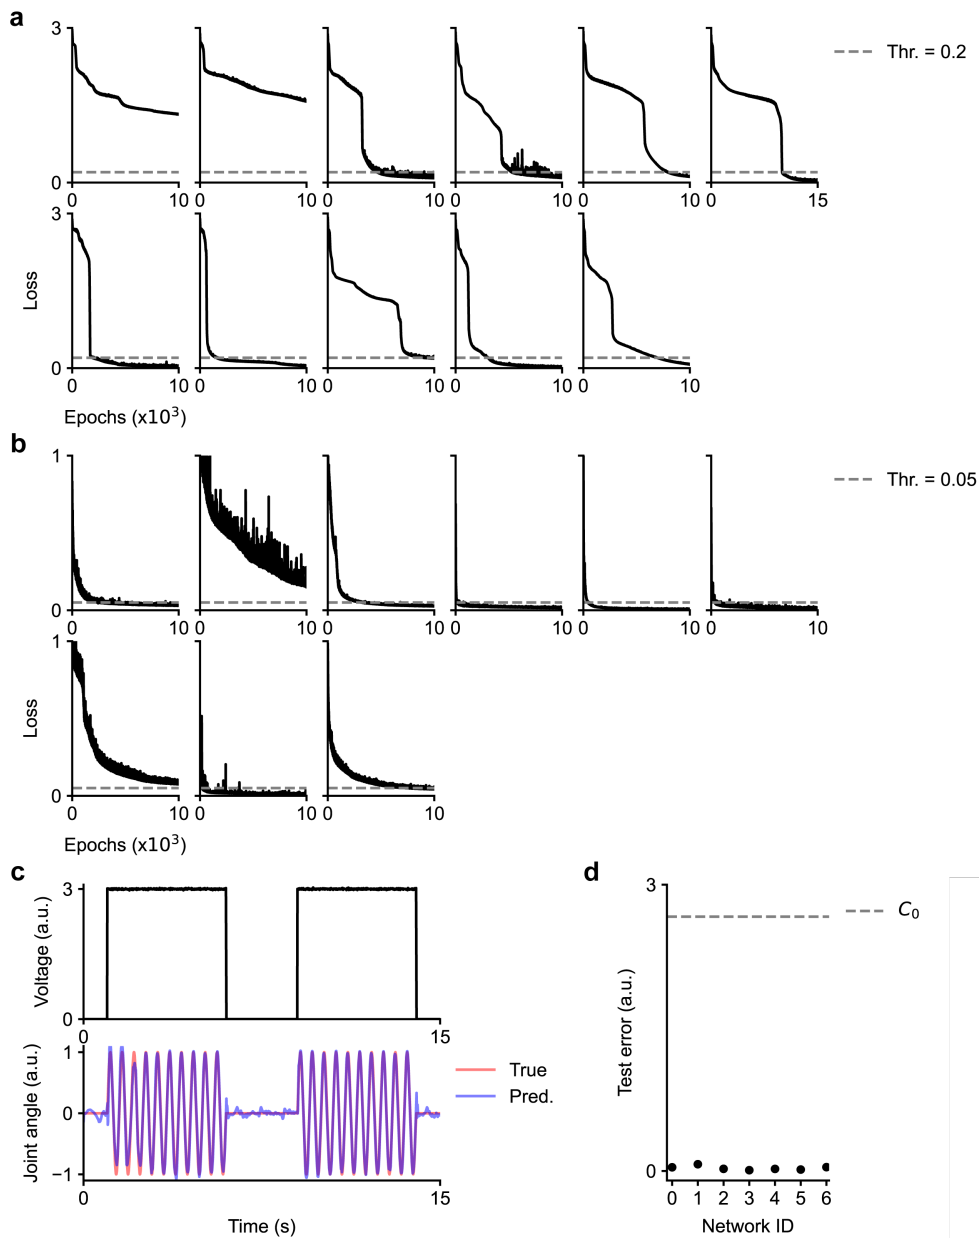 a
3
0
0 10 0 10 0 10 0 10 0 10 0 15
Thr. = 0.2
3
0
Loss
0 10 0 10 0 10 0 10 0 10
Epochs (x10³)
b
1
0
0 10 0 10 0 10 0 10 0 10 0 10
Thr. = 0.05
1
0
Loss
0 10 0 10 0 10
Epochs (x10³)
c
3
0
Voltage (a.u.)
0 15
1
0
−1
Joint angle (a.u.)
True
Pred.
0 15
Time (s)
d
3
0
Test error (a.u.)
C₀
0 1 2 3 4 5 6
Network ID